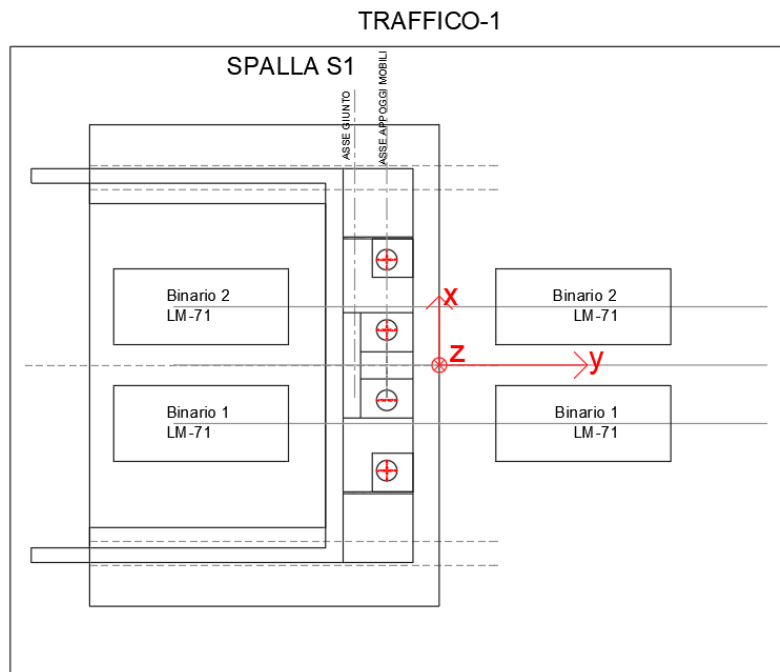 TRAFFICO-1
SPALLA S1
ASSE GIUNTO
ASSE APPOGGI MOBILI
Binario 2
LM-71
Binario 2
LM-71
x
z
y
Binario 1
LM-71
Binario 1
LM-71